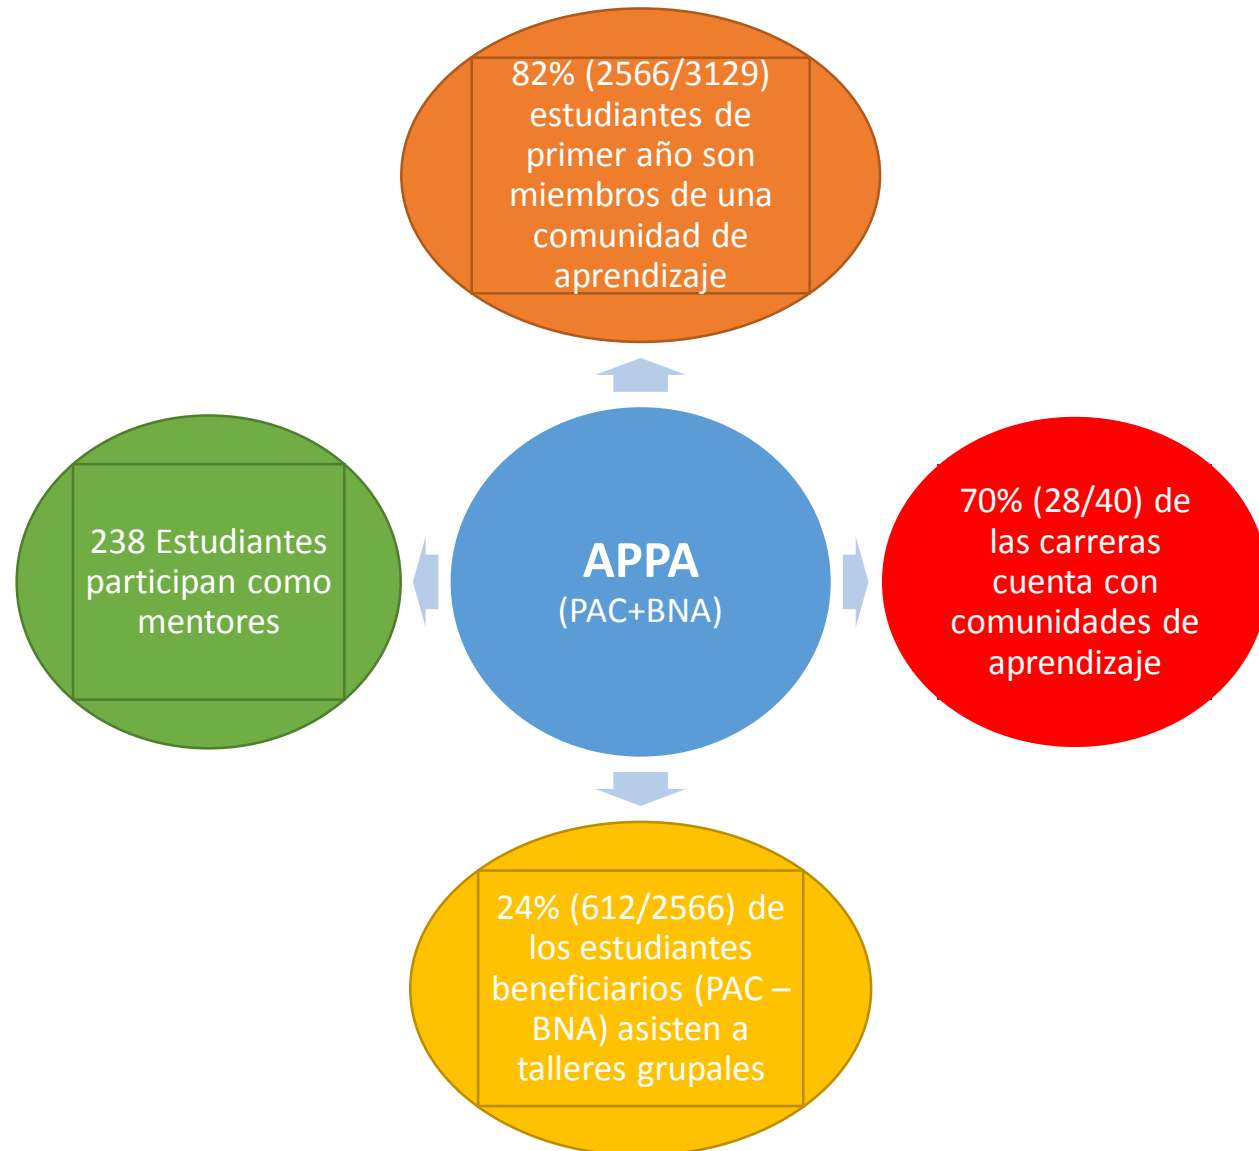 82% (2566/3129)
estudiantes de
primer año son
miembros de una
comunidad de
aprendizaje
238 Estudiantes
participan como
mentores
APPA
(PAC+BNA)
70% (28/40) de
las carreras
cuenta con
comunidades de
aprendizaje
24% (612/2566) de
los estudiantes
beneficiarios (PAC –
BNA) asisten a
talleres grupales